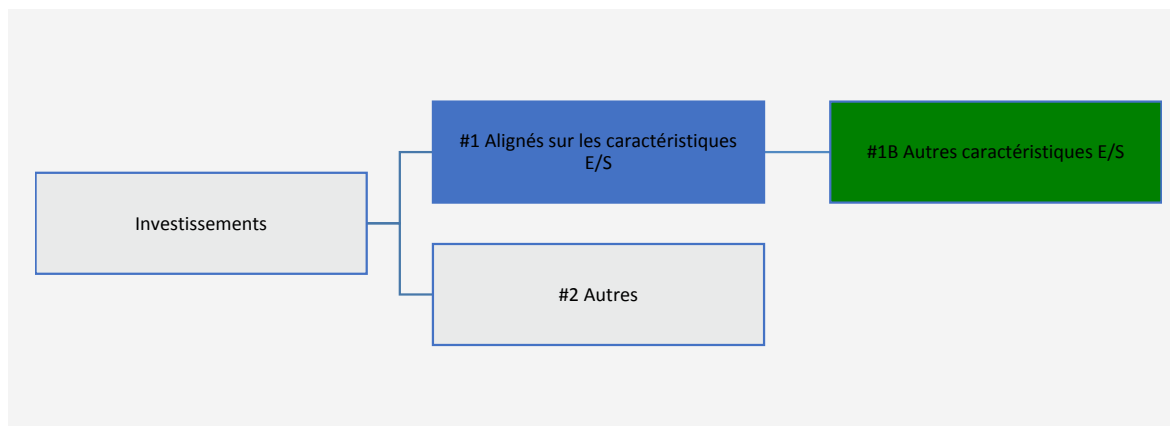 #1 Alignés sur les caractéristiques
E/S
#1B Autres caractéristiques E/S
Investissements
#2 Autres